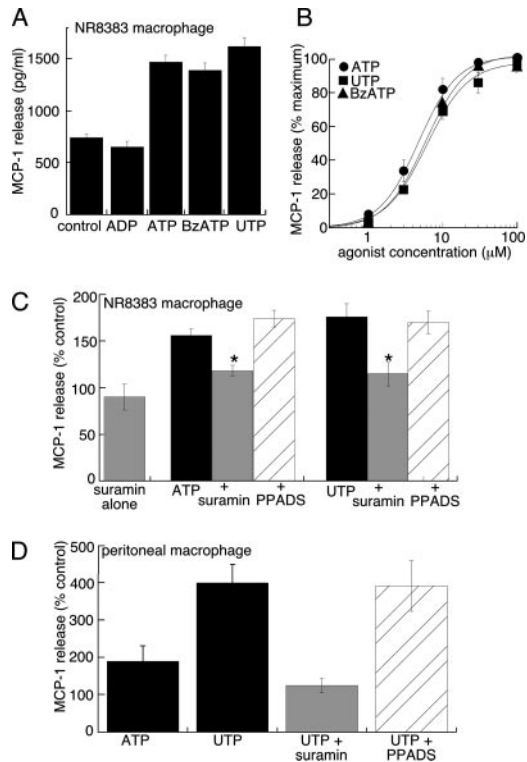 A
NR8383 macrophage
MCP-1 release (pg/ml)
1500
1000
500
0
control ADP ATP BzATP UTP
B
ATP
UTP
BzATP
MCP-1 release (% maximum)
100
80
60
40
20
0
1 10 100
agonist concentration (μM)
C
NR8383 macrophage
MCP-1 release (% control)
200
150
100
50
0
* *
suramin alone
ATP
+ suramin
+ PPADS
UTP
+ suramin
+ PPADS
D
peritoneal macrophage
MCP-1 release (% control)
500
400
300
200
100
0
ATP
UTP
UTP + suramin
UTP + PPADS